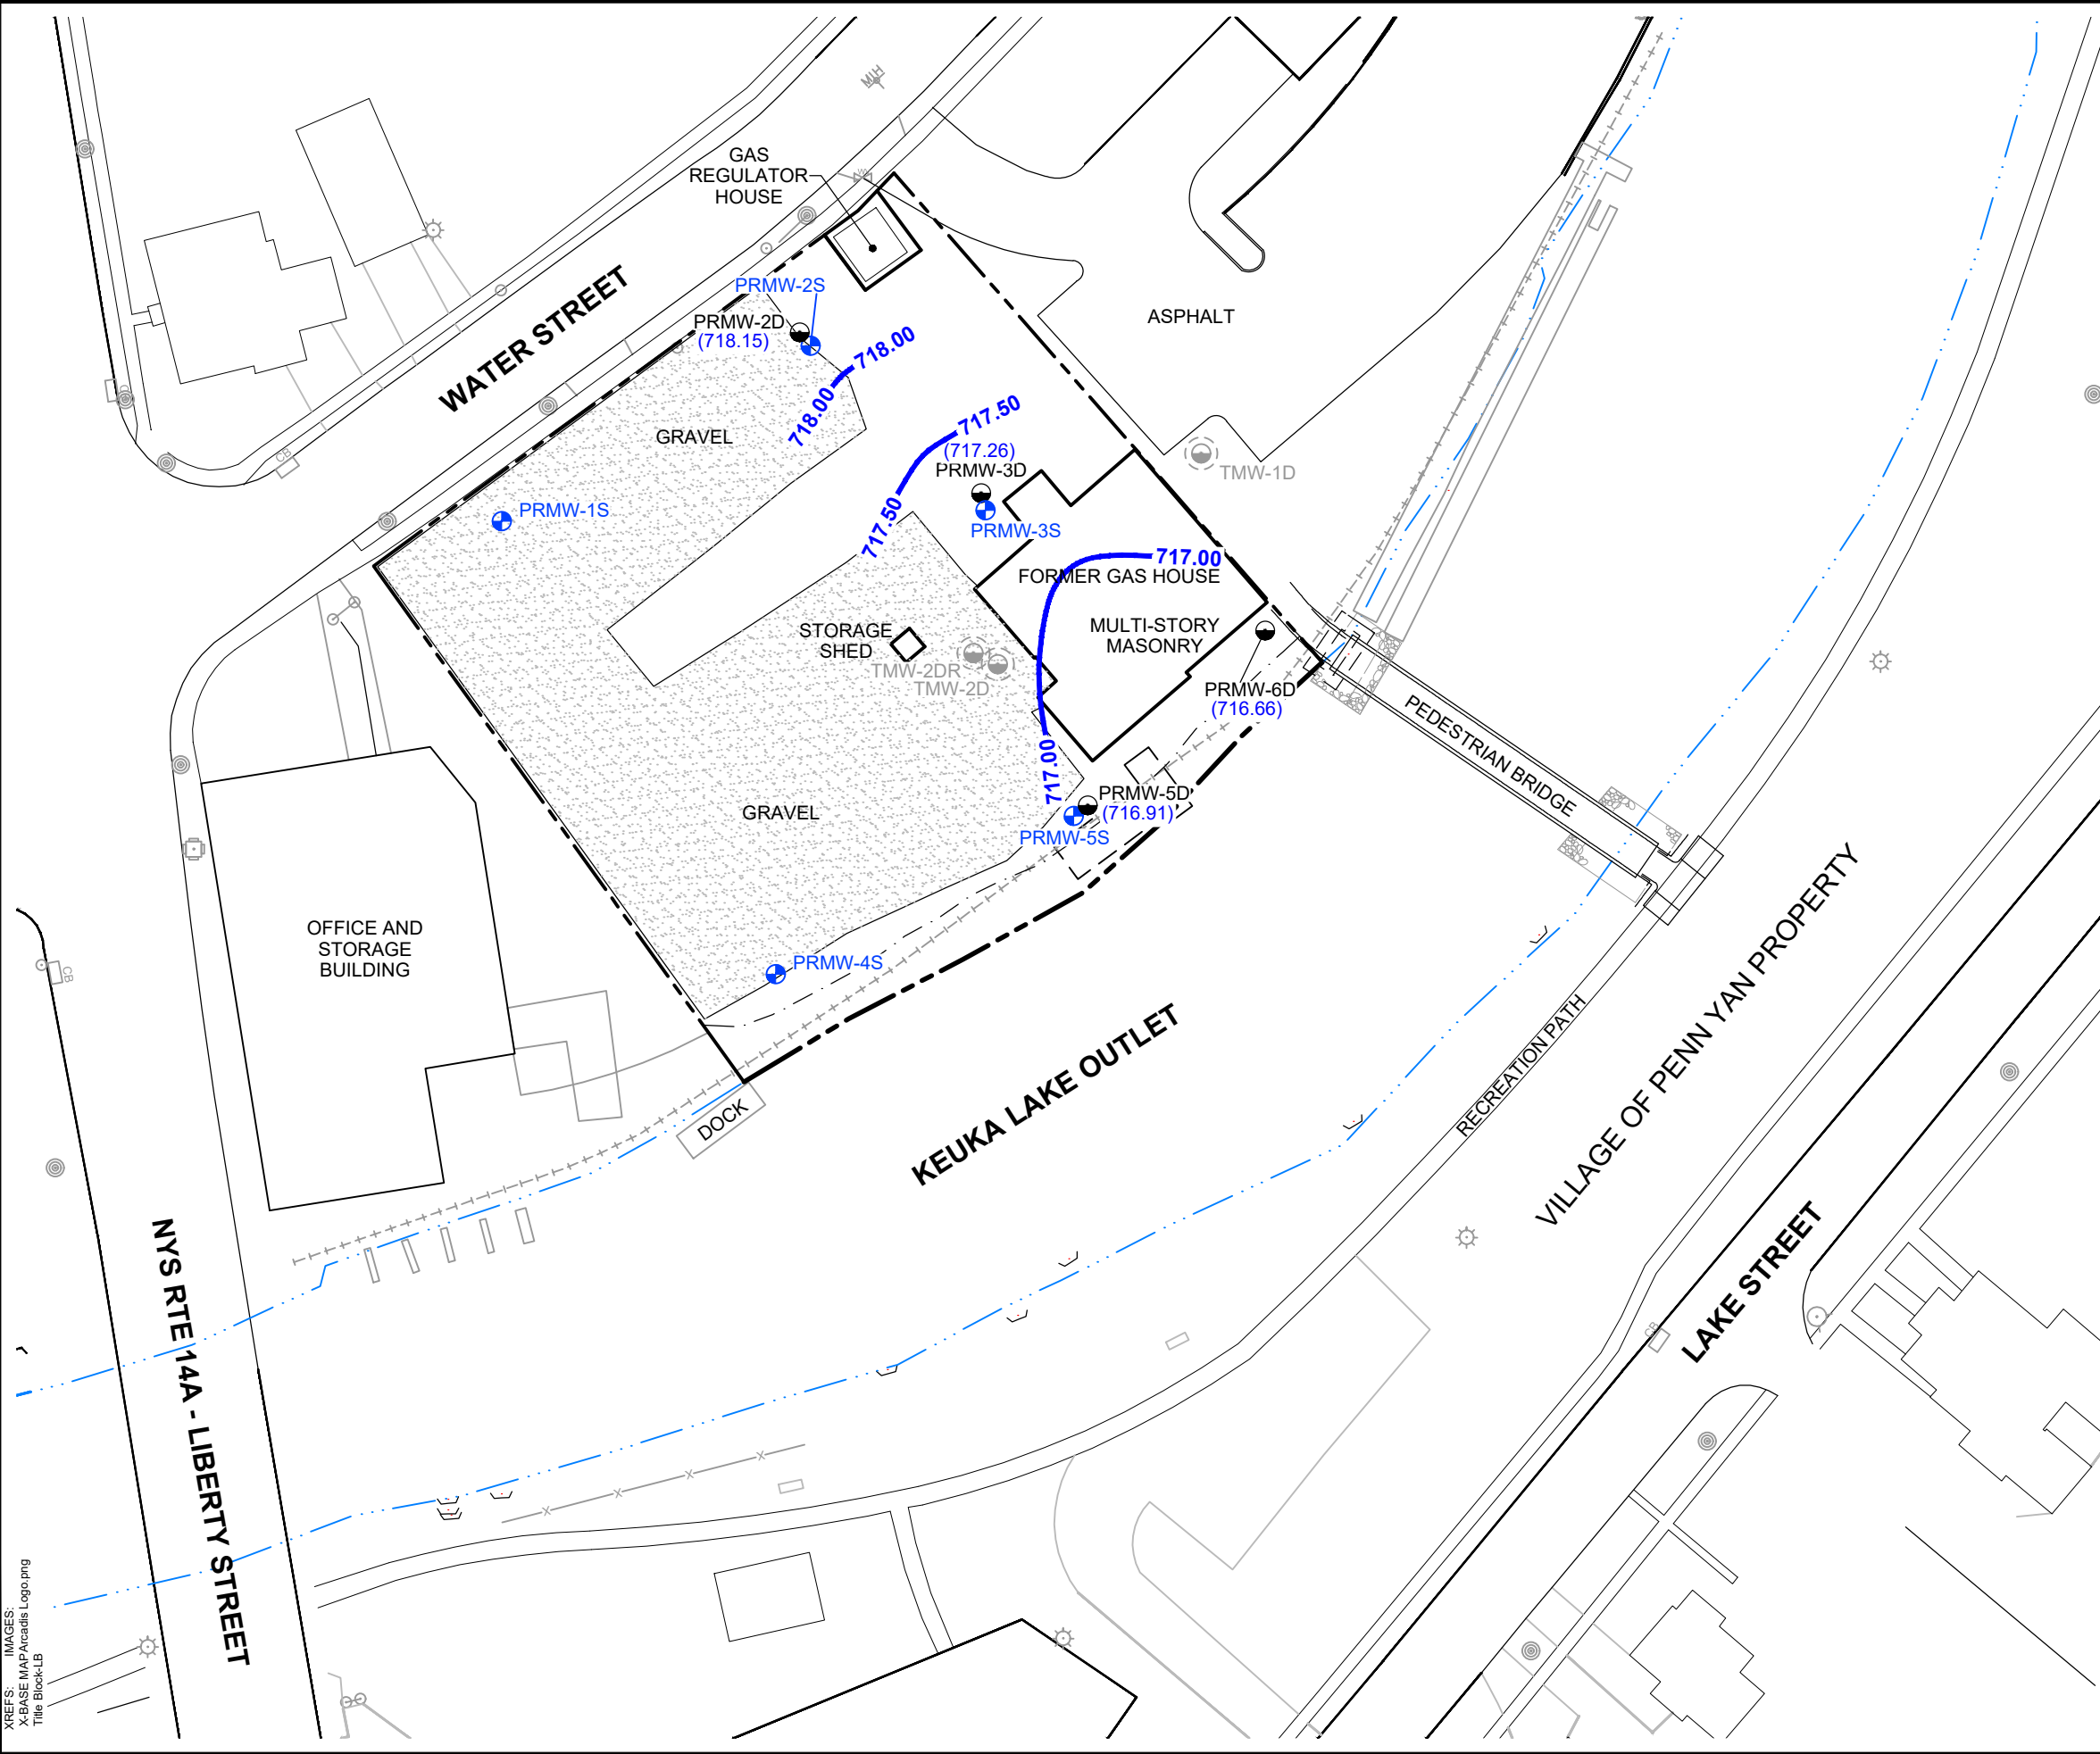 MH
GAS
REGULATOR
HOUSE
WV
PRMW-2S
PRMW-2D
(718.15)
ASPHALT
WATER STREET
718.00
718.00
CB
CB
GRAVEL
717.50
(717.26)
PRMW-3D
TMW-1D
PRMW-1S
717.50
PRMW-3S
717.00
FORMER GAS HOUSE
STORAGE
SHED
MULTI-STORY
MASONRY
TMW-2DR
TMW-2D
PRMW-6D
(716.66)
PEDESTRIAN BRIDGE
717.00
GRAVEL
PRMW-5D
(716.91)
PRMW-5S
OFFICE AND
STORAGE
BUILDING
CB
PRMW-4S
VILLAGE OF PENN YAN PROPERTY
RECREATION PATH
KEUKA LAKE OUTLET
DOCK
NYS RTE 14A - LIBERTY STREET
LAKE STREET
CB
XREFS:
IMAGES:
X-BASE MAP
Arcadis Logo.png
Title Block-LB